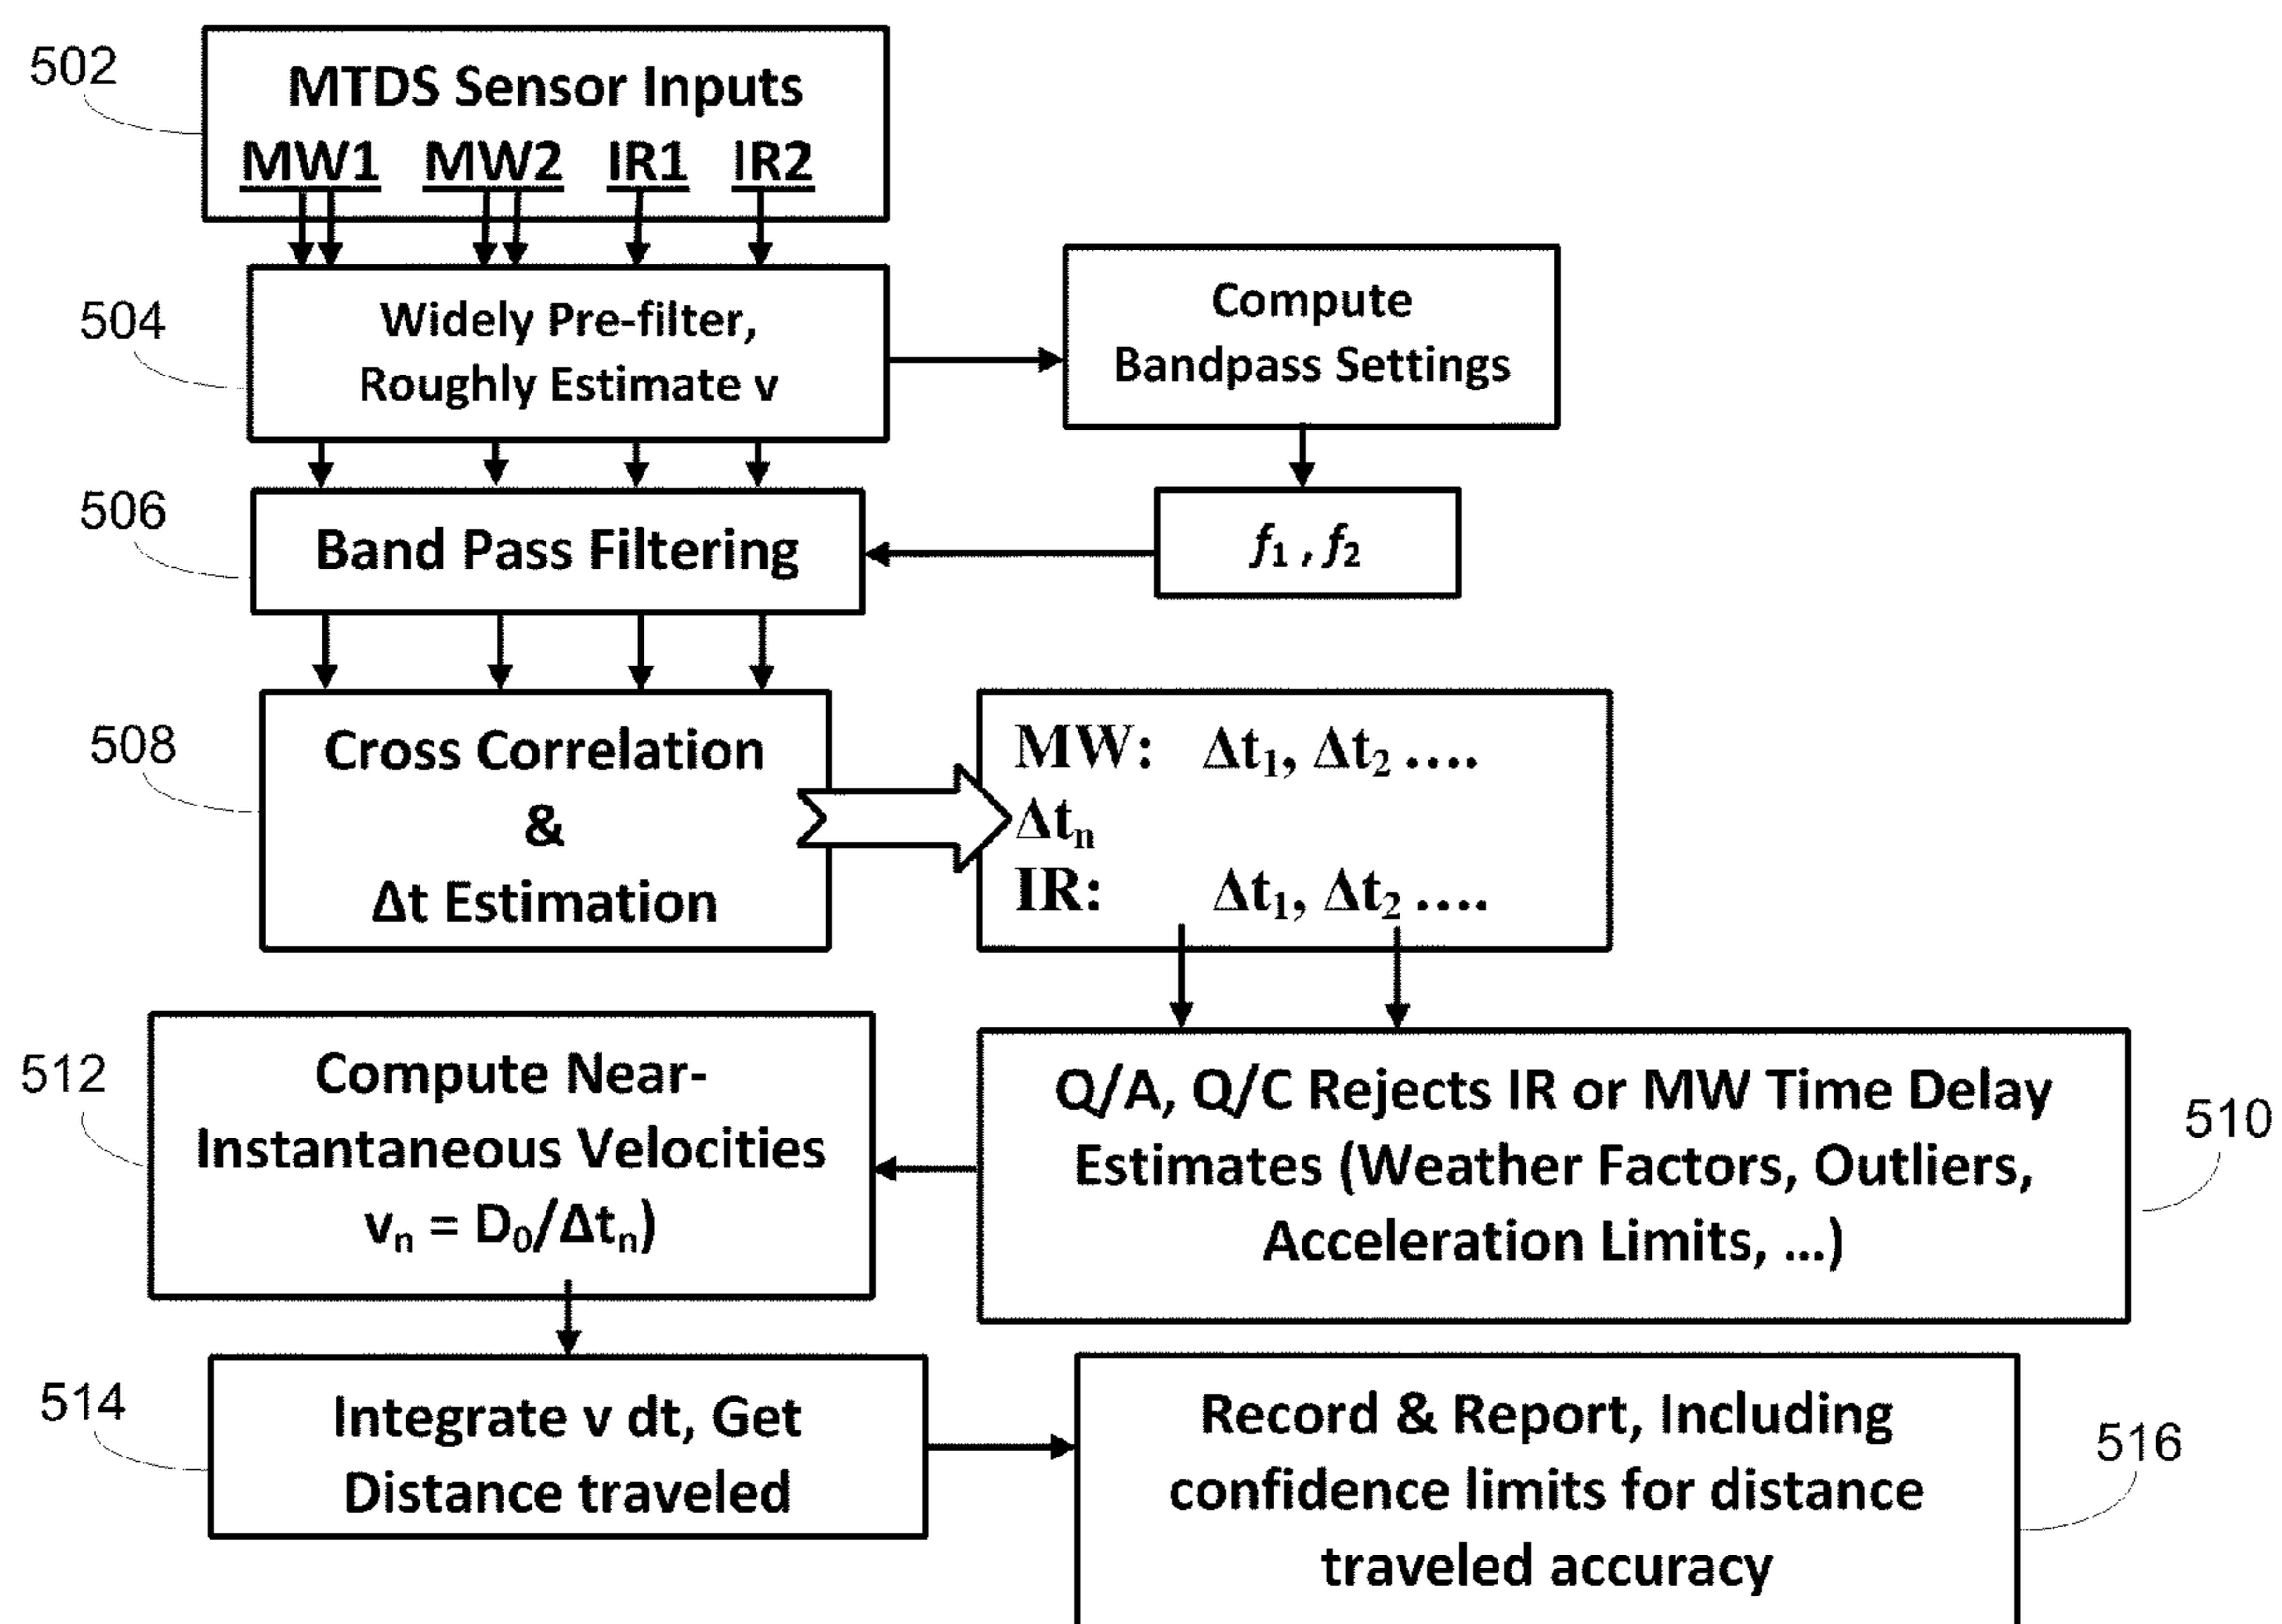 502
MTDS Sensor Inputs
MW1 MW2 IR1 IR2
504
Widely Pre-filter,
Roughly Estimate v
Compute
Bandpass Settings
506
Band Pass Filtering
f₁ , f₂
508
Cross Correlation
&
Δt Estimation
MW: Δt₁, Δt₂ ....
Δtₙ
IR: Δt₁, Δt₂ ....
512
Compute Near-
Instantaneous Velocities
vₙ = D₀/Δtₙ)
Q/A, Q/C Rejects IR or MW Time Delay
Estimates (Weather Factors, Outliers,
Acceleration Limits, ...)
510
514
Integrate v dt, Get
Distance traveled
Record & Report, Including
confidence limits for distance
traveled accuracy
516